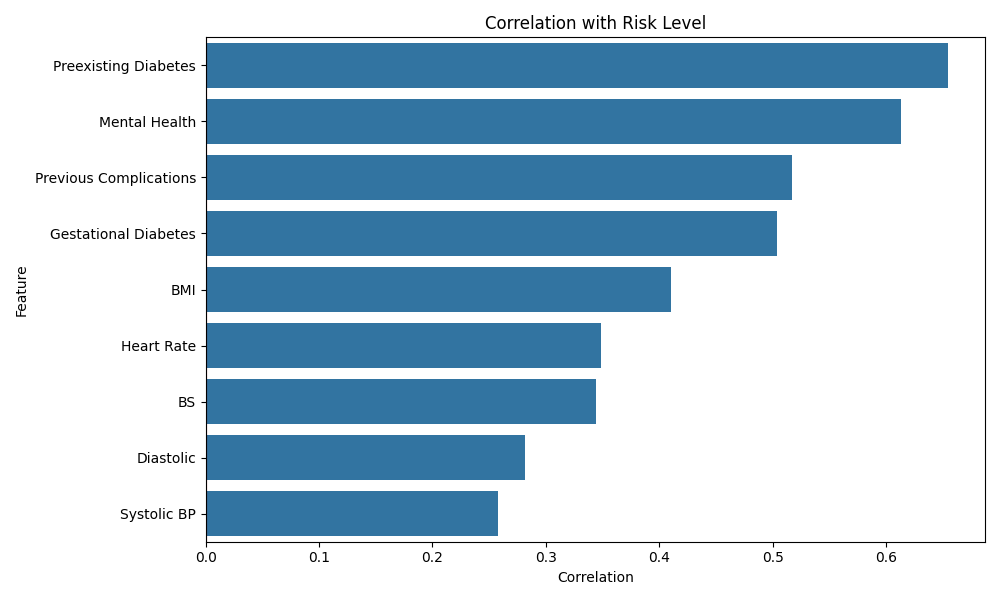 Correlation with Risk Level
Preexisting Diabetes
Mental Health
Previous Complications
Gestational Diabetes
BMI
Heart Rate
BS
Diastolic
Systolic BP
Feature
0.0 0.1 0.2 0.3 0.4 0.5 0.6
Correlation